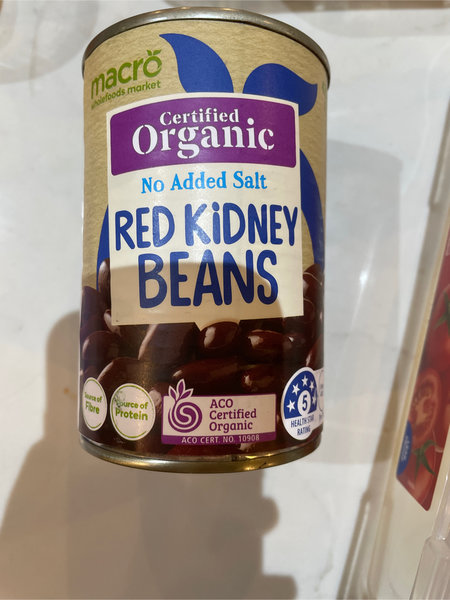 macro
wholefoods market
Certified
Organic
No Added Salt
RED KiDNEY
BEANS
Source of
Fibre
Source of
Protein
ACO
Certified
Organic
ACO CERT. NO. 10908
5
HEALTH STAR
RATING